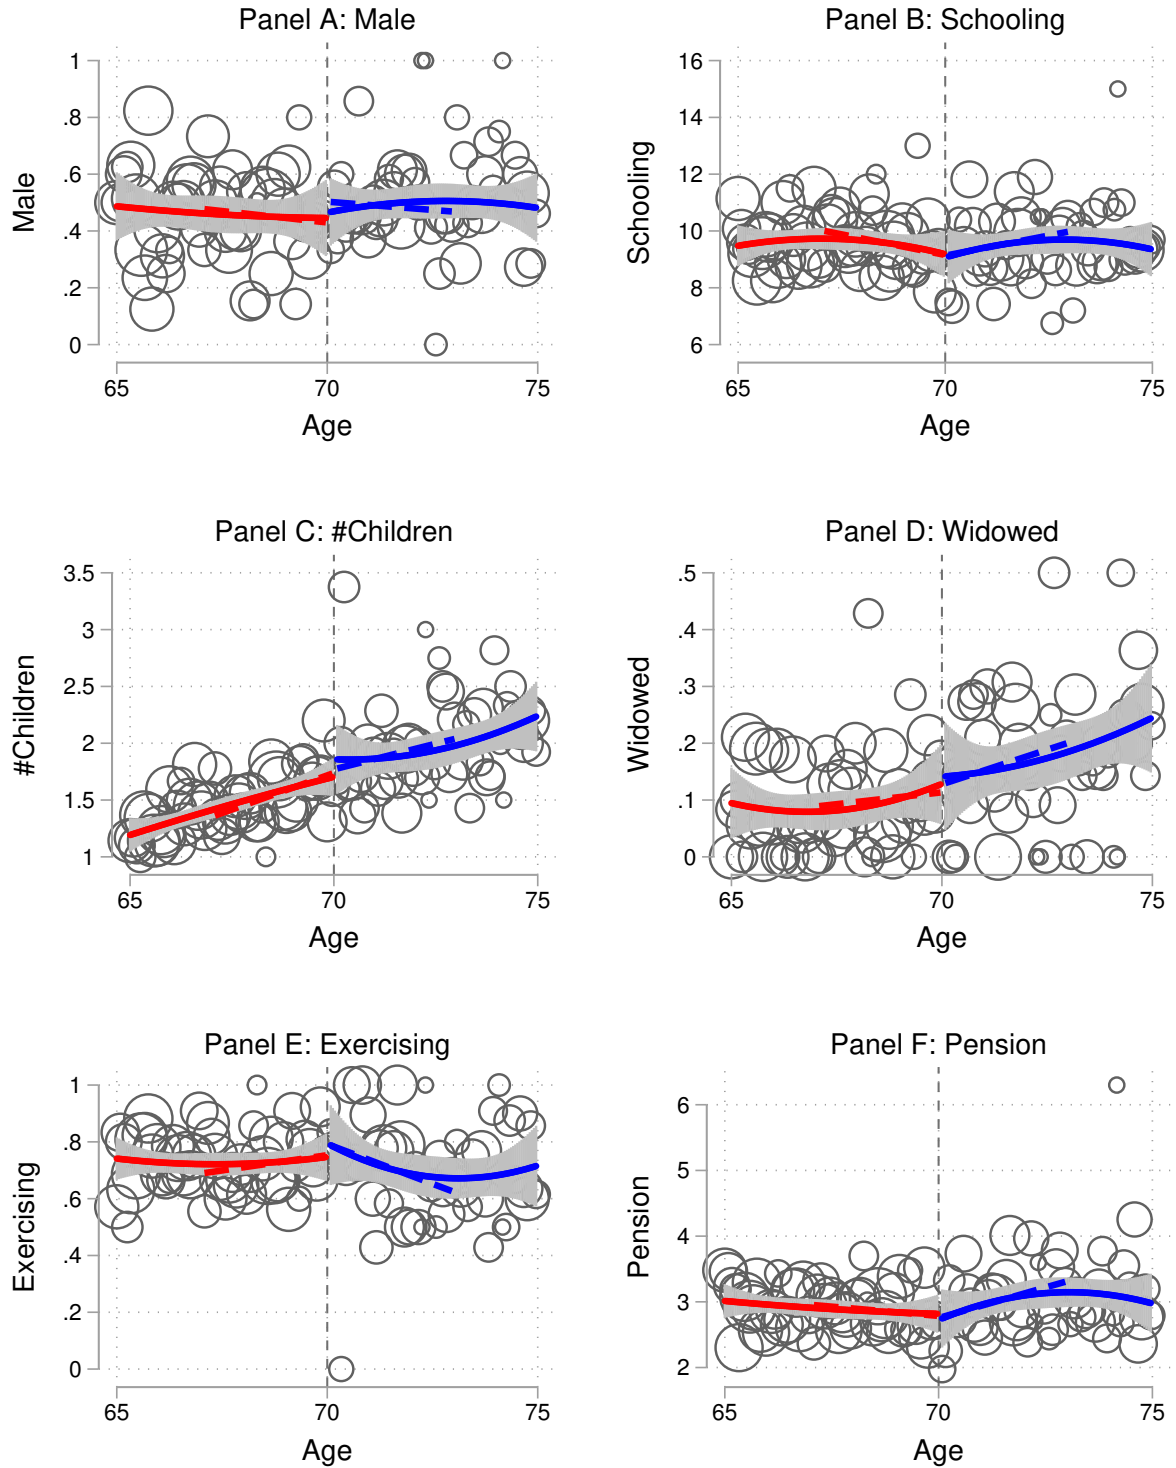 Panel A: Male
Male
1
.8
.6
.4
.2
0
65 70 75
Age
Panel B: Schooling
Schooling
16
14
12
10
8
6
65 70 75
Age
Panel C: #Children
#Children
3.5
3
2.5
2
1.5
1
65 70 75
Age
Panel D: Widowed
Widowed
.5
.4
.3
.2
.1
0
65 70 75
Age
Panel E: Exercising
Exercising
1
.8
.6
.4
.2
0
65 70 75
Age
Panel F: Pension
Pension
6
5
4
3
2
65 70 75
Age